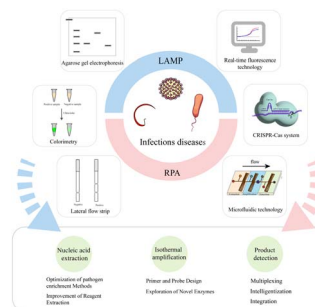 Agarose gel electrophoresis
LAMP
Real-time fluorescence
technology
Colorimetry
Infections diseases
CRISPR-Cas system
RPA
Lateral flow strip
flow
Microfluidic technology
Nucleic acid
extraction
Isothermal
amplification
Product
detection
Optimization of pathogen
enrichment Methods
Improvement of Reagent
Extraction
Primer and Probe Design
Exploration of Novel Enzymes
Multiplexing
Intelligentization
Integration